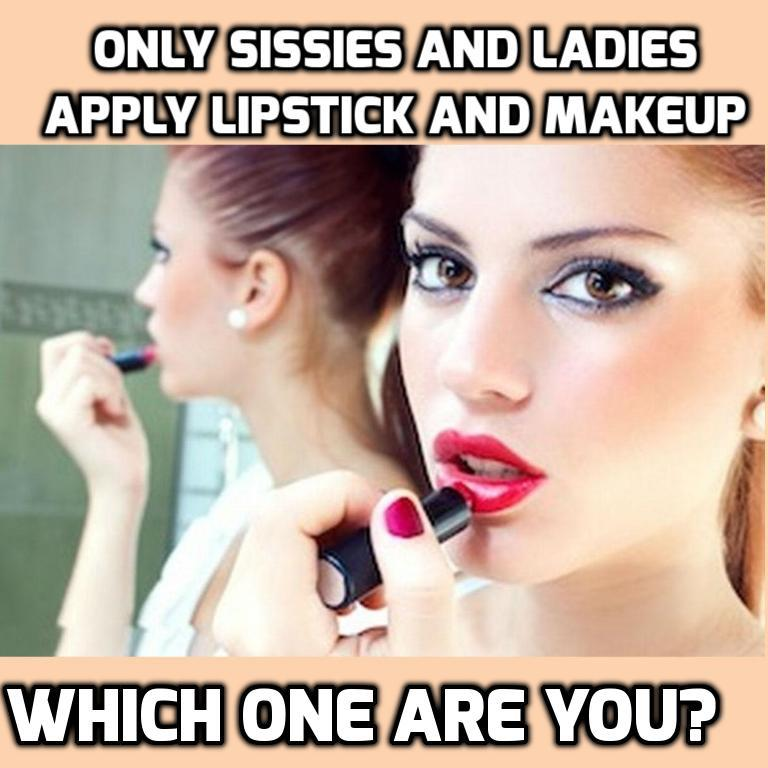 ONLY SISSIES AND LADIES
APPLY LIPSTICK AND MAKEUP
WHICH ONE ARE YOU?